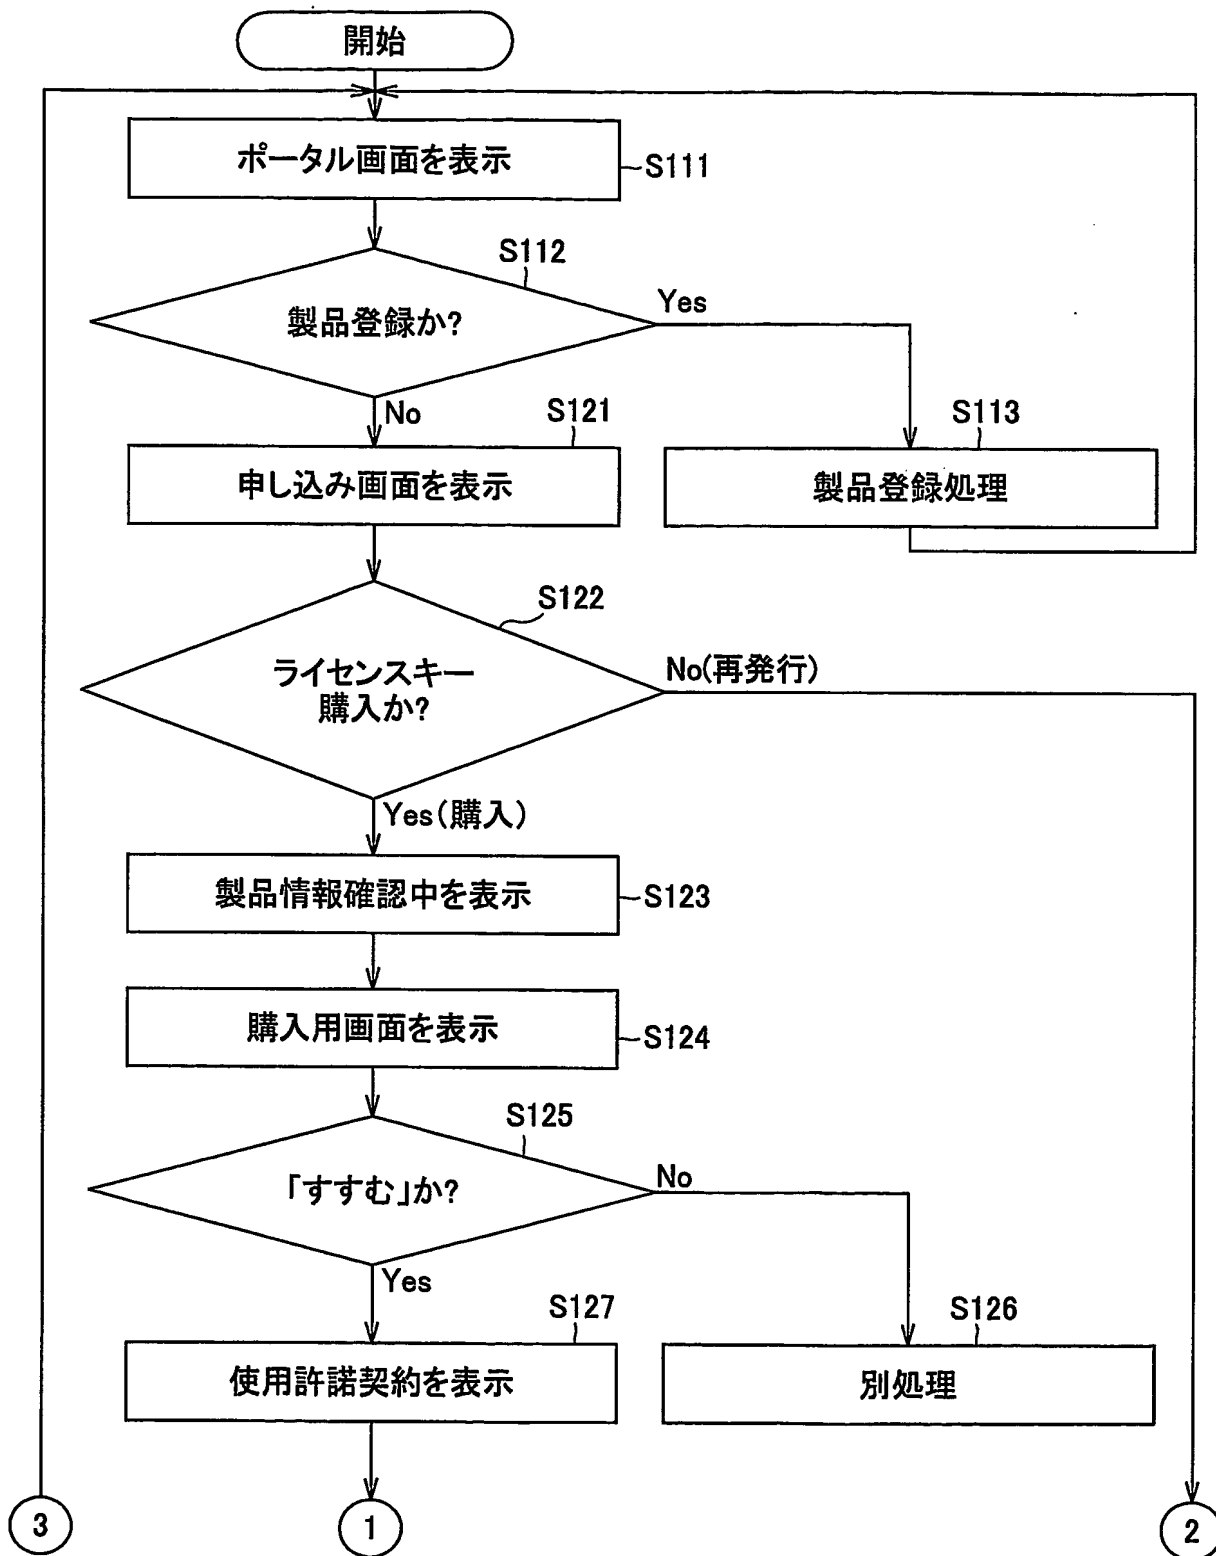 開始
ポータル画面を表示
S111
S112
製品登録か?
Yes
No
S121
S113
申し込み画面を表示
製品登録処理
S122
ライセンスキー
購入か?
No(再発行)
Yes(購入)
製品情報確認中を表示
S123
購入用画面を表示
S124
S125
「すすむ」か?
No
Yes
S127
S126
使用許諾契約を表示
別処理
3
1
2